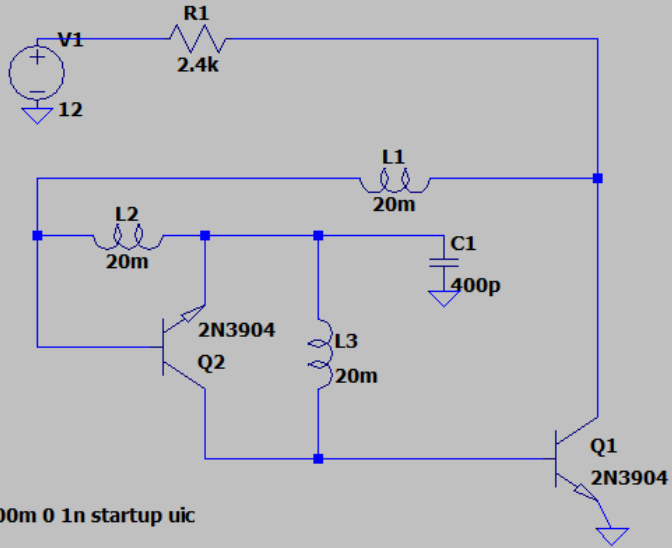 R1
V1
2.4k
12
L1
20m
L2
20m
C1
400p
2N3904
Q2
L3
20m
Q1
2N3904
00m 0 1n startup uic